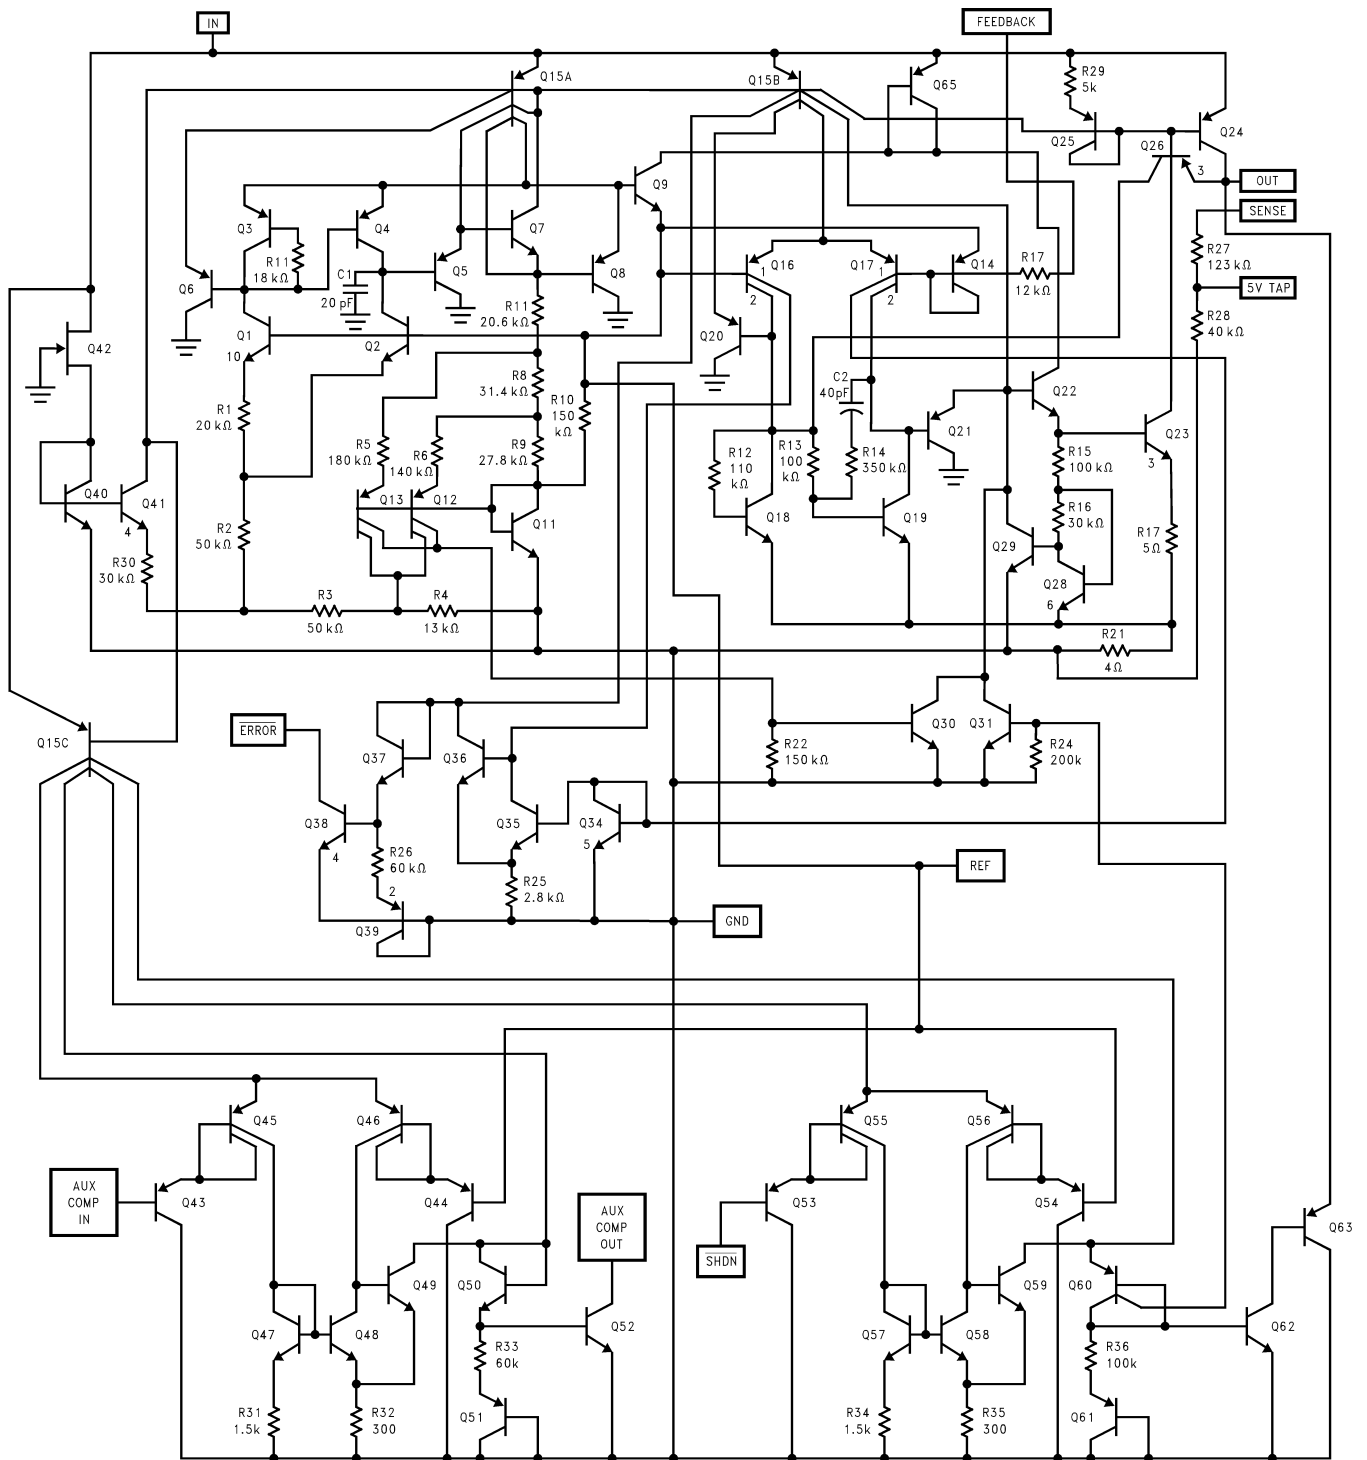 IN
FEEDBACK
Q15A
Q15B
Q65
R29
5k
Q25
Q24
Q26
3
OUT
SENSE
Q9
Q3
R11
18 kΩ
Q4
C1
20 pF
Q5
Q7
Q8
Q6
Q16
1
2
Q17
1
2
Q14
R17
12 kΩ
R27
123 kΩ
5V TAP
R28
40 kΩ
R11
20.6 kΩ
Q1
10
Q2
Q20
Q42
R8
31.4 kΩ
R10
150
kΩ
C2
40pF
Q22
R1
20 kΩ
R5
180 kΩ
R6
140 kΩ
R9
27.8 kΩ
R12
110
kΩ
R13
100
kΩ
R14
350 kΩ
Q21
R15
100 kΩ
Q23
3
Q40
Q41
4
Q13
Q12
Q11
Q18
Q19
R16
30 kΩ
R17
5Ω
R2
50 kΩ
R30
30 kΩ
Q29
Q28
6
R3
50 kΩ
R4
13 kΩ
R21
4Ω
ERROR
Q15C
Q37
Q36
Q30
Q31
R22
150 kΩ
R24
200k
Q38
4
Q35
Q34
5
R26
60 kΩ
2
R25
2.8 kΩ
Q39
REF
GND
Q45
Q46
Q55
Q56
AUX
COMP
IN
Q43
Q44
AUX
COMP
OUT
Q53
Q54
SHDN
Q63
Q49
Q50
Q59
Q60
Q47
Q48
Q52
Q57
Q58
Q62
R33
60k
R36
100k
R31
1.5k
R32
300
Q51
R34
1.5k
R35
300
Q61